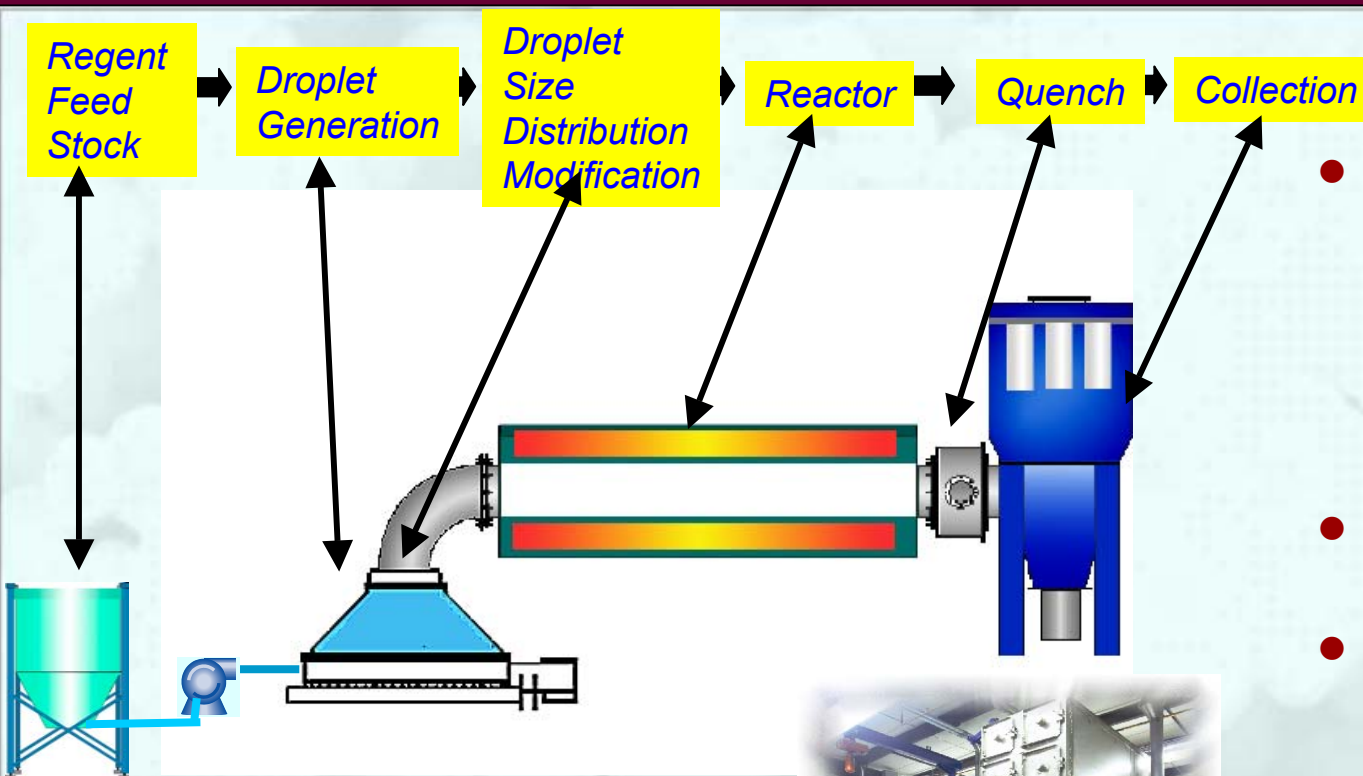 Regent
Feed
Stock
Droplet
Generation
Droplet
Size
Distribution
Modification
Reactor
Quench
Collection